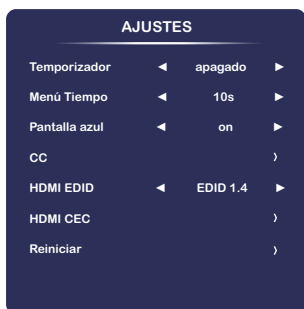 AJUSTES
Temporizador ◄ apagado ►
Menú Tiempo ◄ 10s ►
Pantalla azul ◄ on ►
CC 〉
HDMI EDID ◄ EDID 1.4 ►
HDMI CEC 〉
Reiniciar 〉